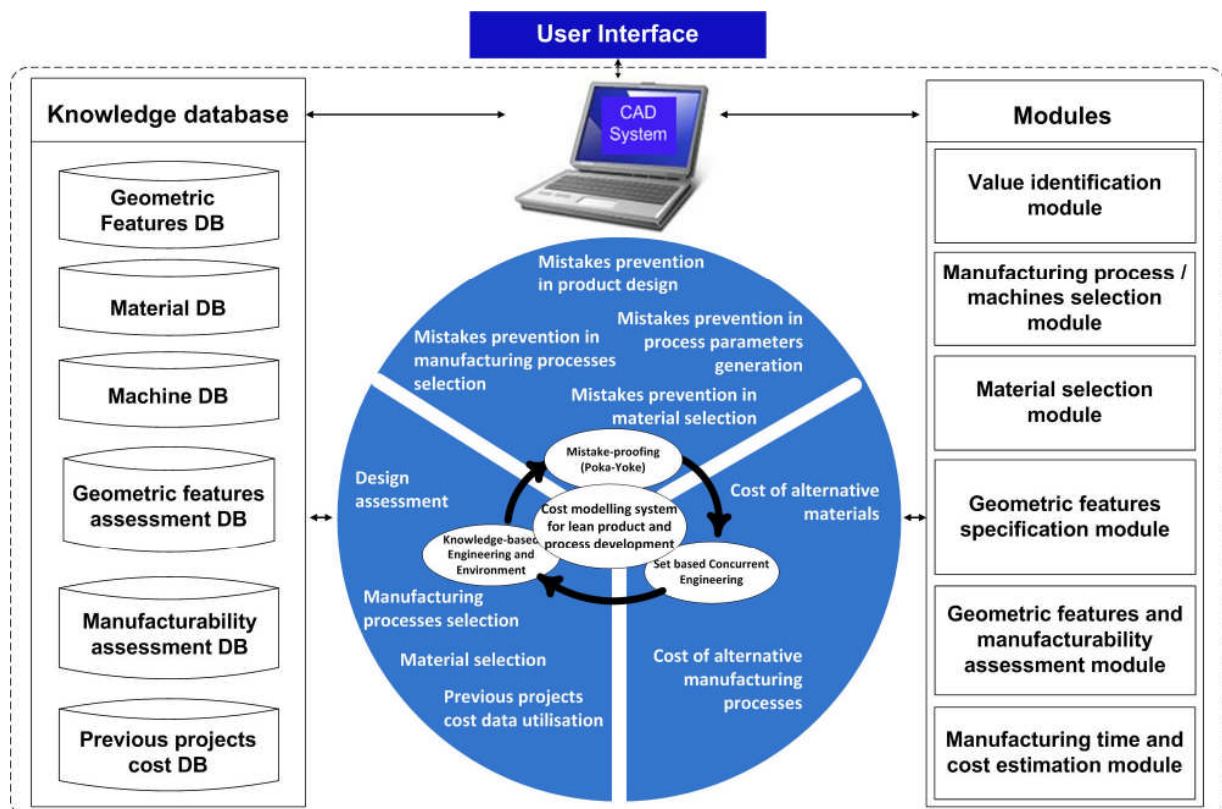 User Interface
Knowledge database
Geometric
Features DB
Material DB
Machine DB
Geometric features
assessment DB
Manufacturability
assessment DB
Previous projects
cost DB
CAD
System
Mistakes prevention
in product design
Mistakes prevention in
process parameters
generation
Mistakes prevention in
manufacturing processes
selection
Mistakes prevention in
material selection
Mistake-proofing
(Poka-Yoke)
Cost modelling system
for lean product and
process development
Knowledge-based
Engineering and
Environment
Set based Concurrent
Engineering
Design
assessment
Manufacturing
processes selection
Material selection
Previous projects
cost data utilisation
Cost of alternative
materials
Cost of alternative
manufacturing
processes
Modules
Value identification
module
Manufacturing process /
machines selection
module
Material selection
module
Geometric features
specification module
Geometric features and
manufacturability
assessment module
Manufacturing time and
cost estimation module